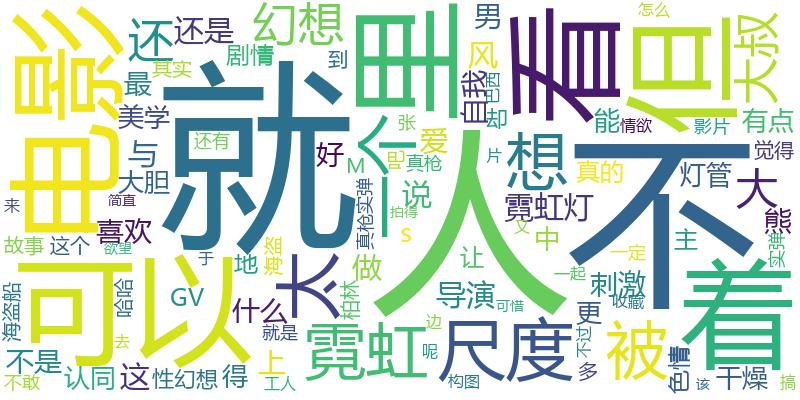 电影
就
人
不
看
但
可以
着
里
一个
想
太
霓虹
尺度
被
还
还是
幻想
剧情
到
男
风
巴西
怎么
大叔
最
其实
美学
与
大胆
还有
好
M
张
爱
却
自我
能
情欲
影片
有点
觉得
来
简直
喜欢
故事
这个
欲望
于
地
海盗
真枪实弹
真枪
说
拍得
s
片
霓虹灯
真的
灯管
大
熊
海盗船
哈哈
GV
什么
柏林
做
导演
让
文
中
刺激
一定
主
实弹
去
就是
可惜
一起
更
收藏
不过
不是
不敢
认同
这
性幻想
得
上
工人
呢
边
构图
多
色情
该
干燥
搞